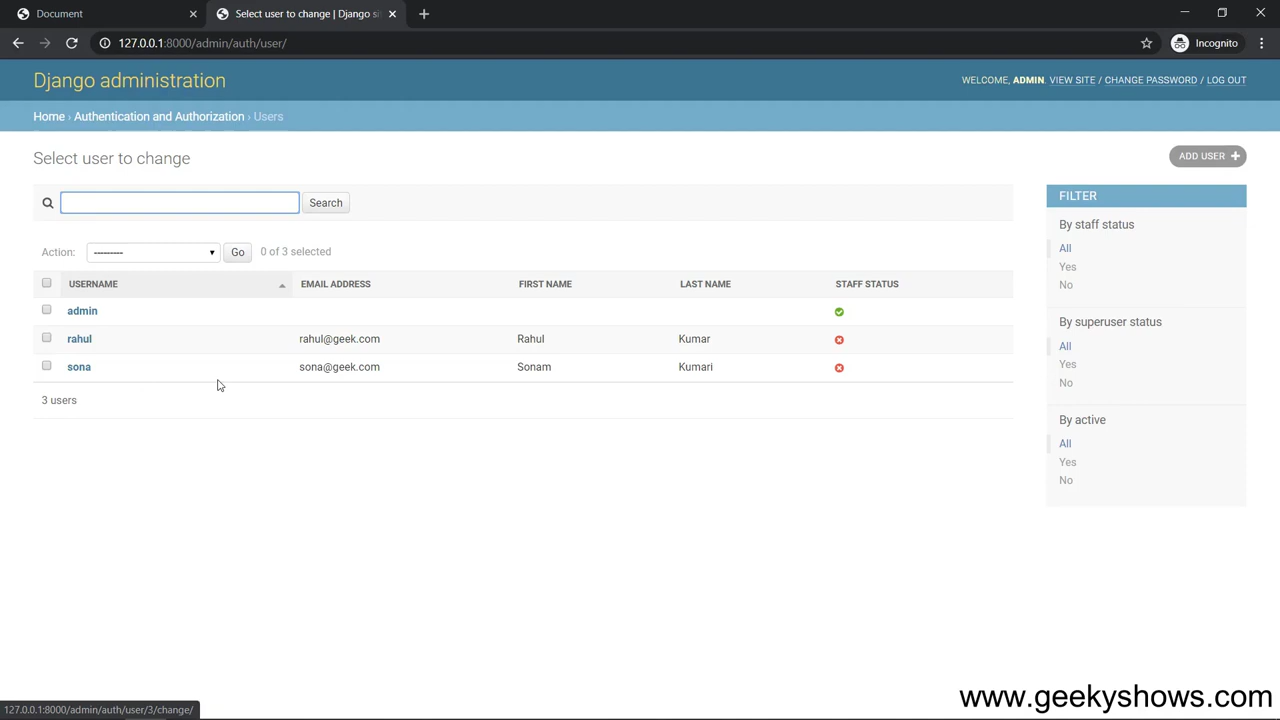 Document
Select user to change | Django si
127.0.0.1:8000/admin/auth/user/
Incognito
Django administration
WELCOME, ADMIN. VIEW SITE / CHANGE PASSWORD / LOG OUT
Home › Authentication and Authorization › Users
Select user to change
ADD USER
Search
FILTER
By staff status
All
Yes
No
By superuser status
All
Yes
No
By active
All
Yes
No
Action: --------- Go 0 of 3 selected
USERNAME EMAIL ADDRESS FIRST NAME LAST NAME STAFF STATUS
admin
rahul rahul@geek.com Rahul Kumar
sona sona@geek.com Sonam Kumari
3 users
127.0.0.1:8000/admin/auth/user/3/change/
www.geekyshows.com